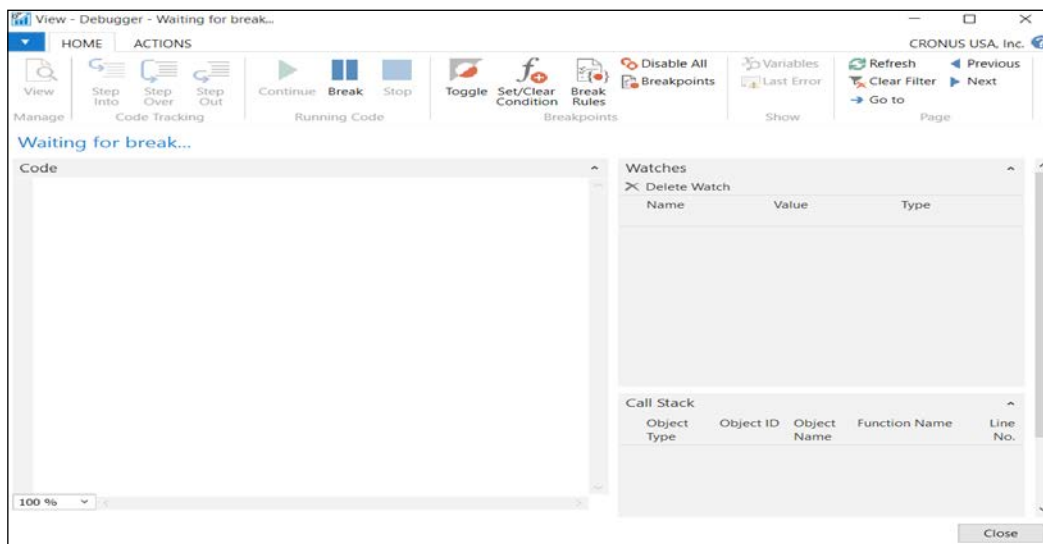 View - Debugger - Waiting for break...
HOME ACTIONS CRONUS USA, Inc.
View
Step Into
Step Over
Step Out
Continue
Break
Stop
Toggle
Set/Clear Condition
Break Rules
Disable All
Breakpoints
Variables
Last Error
Refresh
Clear Filter
Go to
Previous
Next
Manage Code Tracking Running Code Breakpoints Show Page
Waiting for break...
Code
100 %
Watches
Delete Watch
Name Value Type
Call Stack
Object Type
Object ID
Object Name
Function Name
Line No.
Close